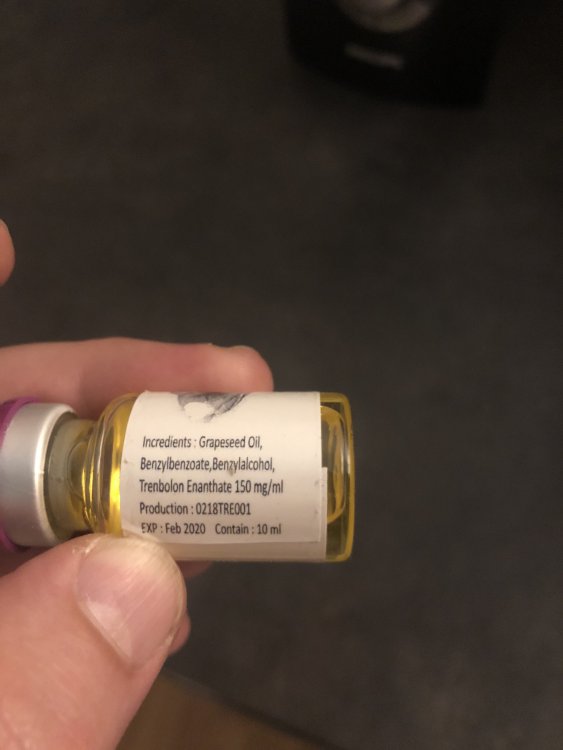 Incredients : Grapeseed Oil,
Benzylbenzoate,Benzylalcohol,
Trenbolon Enanthate 150 mg/ml
Production : 0218TRE001
EXP : Feb 2020 Contain : 10 ml